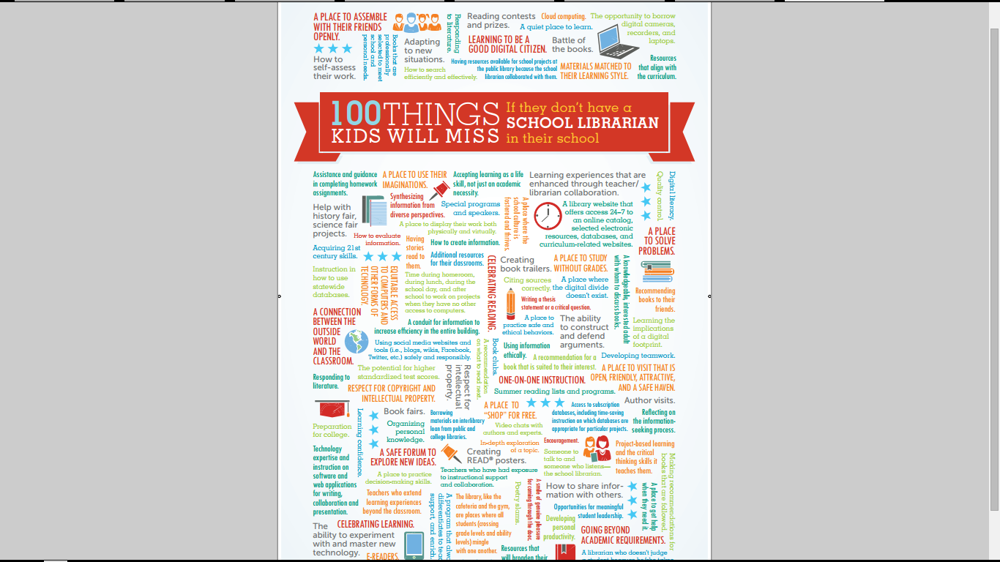 A PLACE TO ASSEMBLE
WITH THEIR FRIENDS
OPENLY.
How to
self-assess
their work.
Books that are
professionally
selected to meet
school and
personal needs.
Adapting
to new
situations.
How to search
efficiently and effectively.
Responding
to literature.
Reading contests
and prizes.
Cloud computing.
A quiet place to learn.
The opportunity to borrow
digital cameras,
recorders, and
laptops.
LEARNING TO BE A
GOOD DIGITAL CITIZEN.
Battle of
the books.
Having resources available for school projects at
the public library because the school
librarian collaborated with them.
MATERIALS MATCHED TO
THEIR LEARNING STYLE.
Resources
that align with
the curriculum.
100 THINGS
KIDS WILL MISS
If they don't have a
SCHOOL LIBRARIAN
in their school
Assistance and guidance
in completing homework
assignments.
A PLACE TO USE THEIR
IMAGINATIONS.
Accepting learning as a life
skill, not just an academic
necessity.
Learning experiences that are
enhanced through teacher/
librarian collaboration.
Quality control.
Digital literacy.
Help with
history fair,
science fair
projects.
Synthesizing
information from
diverse perspectives.
Special programs
and speakers.
A place where the
school culture is
fostered and thrives.
A library website that
offers access 24–7 to
an online catalog,
selected electronic
resources, databases, and
curriculum-related websites.
A place to display their work both
physically and virtually.
How to evaluate
information.
Having
stories
read to
them.
How to create information.
A PLACE
TO SOLVE
PROBLEMS.
Acquiring 21st
century skills.
Additional resources
for their classrooms.
CELEBRATING READING.
Creating
book trailers.
A PLACE TO STUDY
WITHOUT GRADES.
A knowledgeable, interested adult
with whom to discuss books.
Instruction in
how to use
statewide
databases.
EQUITABLE ACCESS
TO COMPUTERS AND
OTHER FORMS OF
TECHNOLOGY.
Time during homeroom,
during lunch, during the
school day, and after
school to work on projects
when they have no other
access to computers.
Citing sources
correctly.
A place where
the digital divide
doesn't exist.
Recommending
books to their
friends.
Writing a thesis
statement or a critical question.
A CONNECTION
BETWEEN THE
OUTSIDE
WORLD
AND THE
CLASSROOM.
A conduit for information to
increase efficiency in the entire building.
A place to
practice safe and
ethical behaviors.
The ability
to construct
and defend
arguments.
Learning the
implications
of a digital
footprint.
Using social media websites and
tools (i.e., blogs, wikis, Facebook,
Twitter, etc.) safely and responsibly.
A recommendation
on what to read next.
Book clubs.
Using information
ethically.
A recommendation for a
book that is suited to their interest.
Developing teamwork.
The potential for higher
standardized test scores.
Respect for
intellectual
property.
A PLACE TO VISIT THAT IS
OPEN, FRIENDLY, ATTRACTIVE,
AND A SAFE HAVEN.
Responding to
literature.
RESPECT FOR COPYRIGHT AND
INTELLECTUAL PROPERTY.
ONE-ON-ONE INSTRUCTION.
Summer reading lists and programs.
A PLACE TO
"SHOP" FOR FREE.
Access to subscription
databases, including time-saving
instruction on which databases are
appropriate for particular projects.
Author visits.
Reflecting on
the information-
seeking process.
Preparation
for college.
Learning confidence.
Book fairs.
Organizing
personal
knowledge.
Borrowing
materials on interlibrary
loan from public and
college libraries.
Video chats with
authors and experts.
In-depth exploration
of a topic.
Encouragement.
Someone to
talk to and
someone who listens—
the school librarian.
Project-based learning
and the critical
thinking skills it
teaches them.
Making recommendations for
books that are followed.
Technology
expertise and
instruction on
software and
web applications
for writing,
collaboration and
presentation.
A SAFE FORUM TO
EXPLORE NEW IDEAS.
Creating
READ® posters.
A place to practice
decision-making skills.
Teachers who have had exposure
to instructional support
and collaboration.
Teachers who extend
learning experiences
beyond the classroom.
A program that alwa
differentiates to teac
support, and enrich.
The library, like the
cafeteria and the gym,
are places where all
students (crossing
grade levels and ability
levels) mingle
with one another.
Poetry slams.
A smile of genuine pleasure
for coming through the door.
How to share infor-
mation with others.
A place to get help
when they need it.
Opportunities for meaningful
student leadership.
Developing
personal
productivity.
GOING BEYOND
ACADEMIC REQUIREMENTS.
CELEBRATING LEARNING.
The
ability to experiment
with and master new
technology.
E-READERS.
Resources that
will broaden their
A librarian who doesn't judge